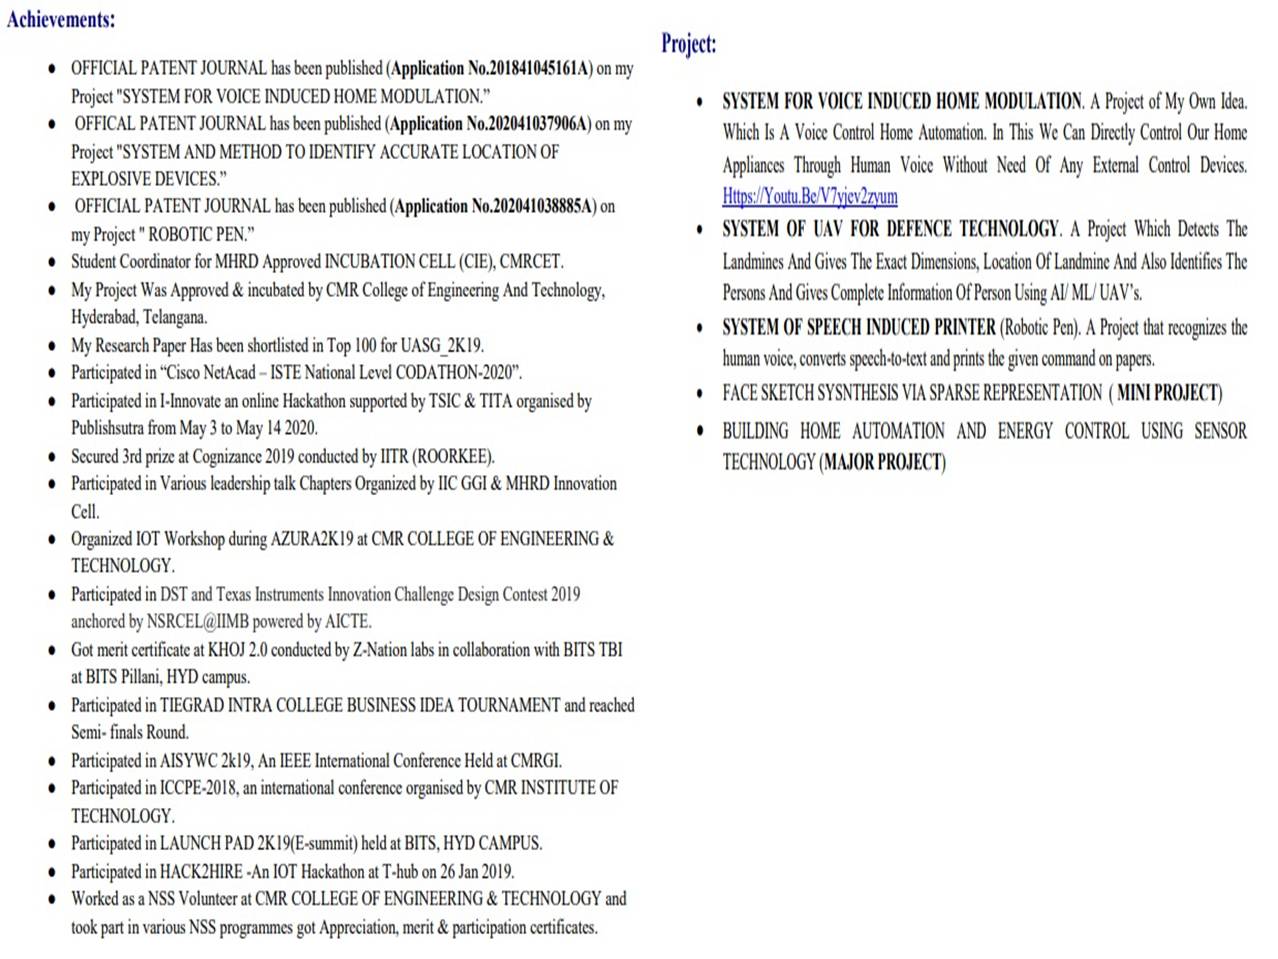 Achievements:
● OFFICIAL PATENT JOURNAL has been published (Application No.201841045161A) on my
Project "SYSTEM FOR VOICE INDUCED HOME MODULATION.”
● OFFICAL PATENT JOURNAL has been published (Application No.202041037906A) on my
Project "SYSTEM AND METHOD TO IDENTIFY ACCURATE LOCATION OF
EXPLOSIVE DEVICES.”
● OFFICIAL PATENT JOURNAL has been published (Application No.202041038885A) on
my Project " ROBOTIC PEN.”
● Student Coordinator for MHRD Approved INCUBATION CELL (CIE), CMRCET.
● My Project Was Approved & incubated by CMR College of Engineering And Technology,
Hyderabad, Telangana.
● My Research Paper Has been shortlisted in Top 100 for UASG_2K19.
● Participated in “Cisco NetAcad – ISTE National Level CODATHON-2020”.
● Participated in I-Innovate an online Hackathon supported by TSIC & TITA organised by
Publishsutra from May 3 to May 14 2020.
● Secured 3rd prize at Cognizance 2019 conducted by IITR (ROORKEE).
● Participated in Various leadership talk Chapters Organized by IIC GGI & MHRD Innovation
Cell.
● Organized IOT Workshop during AZURA2K19 at CMR COLLEGE OF ENGINEERING &
TECHNOLOGY.
● Participated in DST and Texas Instruments Innovation Challenge Design Contest 2019
anchored by NSRCEL@IIMB powered by AICTE.
● Got merit certificate at KHOJ 2.0 conducted by Z-Nation labs in collaboration with BITS TBI
at BITS Pillani, HYD campus.
● Participated in TIEGRAD INTRA COLLEGE BUSINESS IDEA TOURNAMENT and reached
Semi- finals Round.
● Participated in AISYWC 2k19, An IEEE International Conference Held at CMRGI.
● Participated in ICCPE-2018, an international conference organised by CMR INSTITUTE OF
TECHNOLOGY.
● Participated in LAUNCH PAD 2K19(E-summit) held at BITS, HYD CAMPUS.
● Participated in HACK2HIRE -An IOT Hackathon at T-hub on 26 Jan 2019.
● Worked as a NSS Volunteer at CMR COLLEGE OF ENGINEERING & TECHNOLOGY and
took part in various NSS programmes got Appreciation, merit & participation certificates.
Project:
● SYSTEM FOR VOICE INDUCED HOME MODULATION. A Project of My Own Idea.
Which Is A Voice Control Home Automation. In This We Can Directly Control Our Home
Appliances Through Human Voice Without Need Of Any External Control Devices.
Https://Youtu.Be/V7yjev2zyum
● SYSTEM OF UAV FOR DEFENCE TECHNOLOGY. A Project Which Detects The
Landmines And Gives The Exact Dimensions, Location Of Landmine And Also Identifies The
Persons And Gives Complete Information Of Person Using AI/ ML/ UAV’s.
● SYSTEM OF SPEECH INDUCED PRINTER (Robotic Pen). A Project that recognizes the
human voice, converts speech-to-text and prints the given command on papers.
● FACE SKETCH SYSNTHESIS VIA SPARSE REPRESENTATION ( MINI PROJECT)
● BUILDING HOME AUTOMATION AND ENERGY CONTROL USING SENSOR
TECHNOLOGY (MAJOR PROJECT)